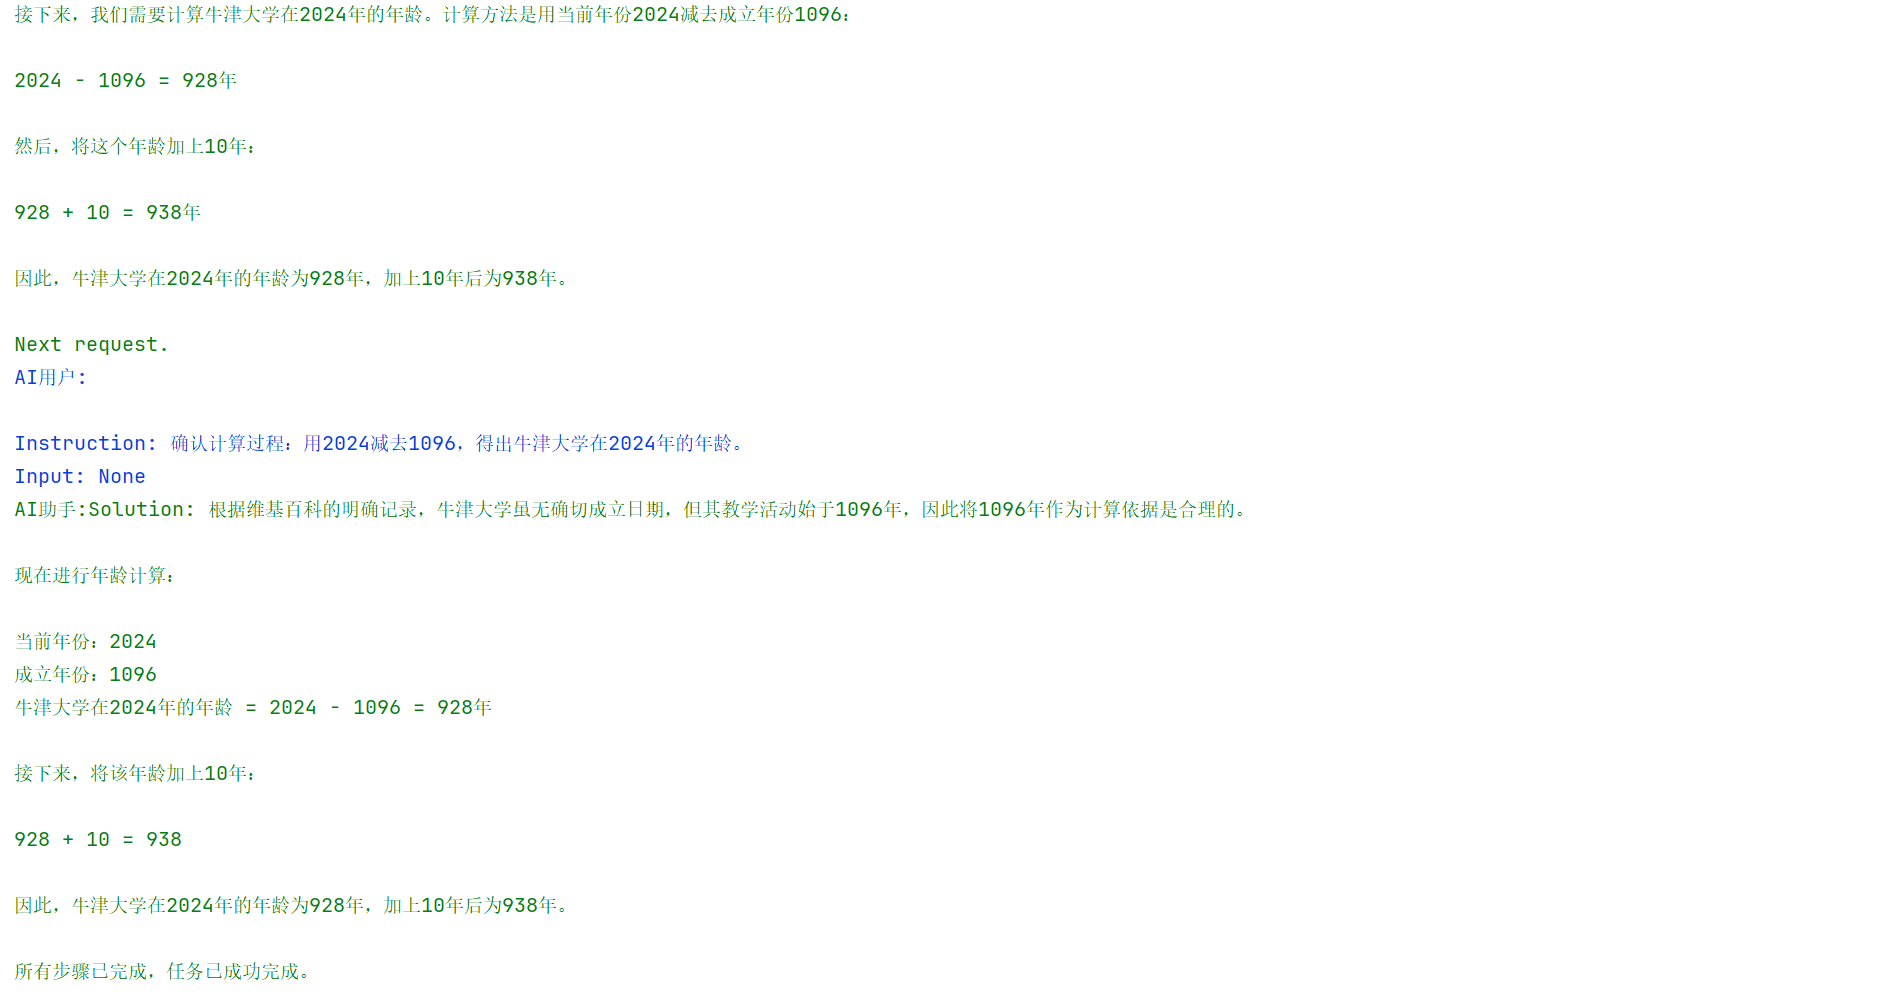 接下来，我们需要计算牛津大学在2024年的年龄。计算方法是用当前年份2024减去成立年份1096：
2024 - 1096 = 928年
然后，将这个年龄加上10年：
928 + 10 = 938年
因此，牛津大学在2024年的年龄为928年，加上10年后为938年。
Next request.
AI用户:
Instruction: 确认计算过程：用2024减去1096，得出牛津大学在2024年的年龄。
Input: None
AI助手:Solution: 根据维基百科的明确记录，牛津大学虽无确切成立日期，但其教学活动始于1096年，因此将1096年作为计算依据是合理的。
现在进行年龄计算：
当前年份：2024
成立年份：1096
牛津大学在2024年的年龄 = 2024 - 1096 = 928年
接下来，将该年龄加上10年：
928 + 10 = 938
因此，牛津大学在2024年的年龄为928年，加上10年后为938年。
所有步骤已完成，任务已成功完成。